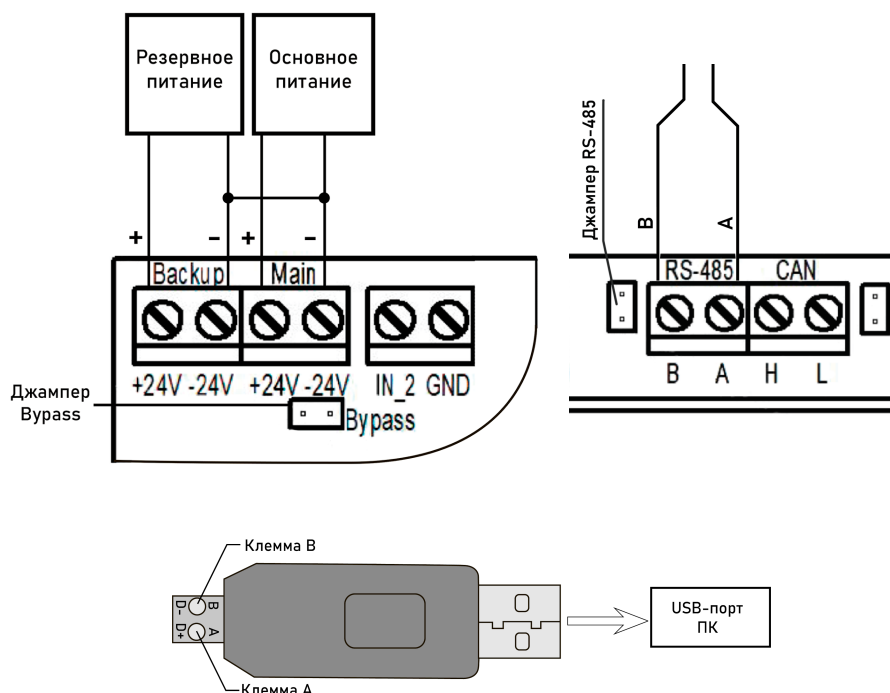 Резервное
питание
Основное
питание
+
−
+
−
Backup
Main
+24V -24V
+24V -24V
IN_2 GND
Джампер
Bypass
Bypass
Джампер RS-485
B
A
RS-485
CAN
B
A
H
L
Клемма B
D- B
D+ A
Клемма A
USB-порт
ПК